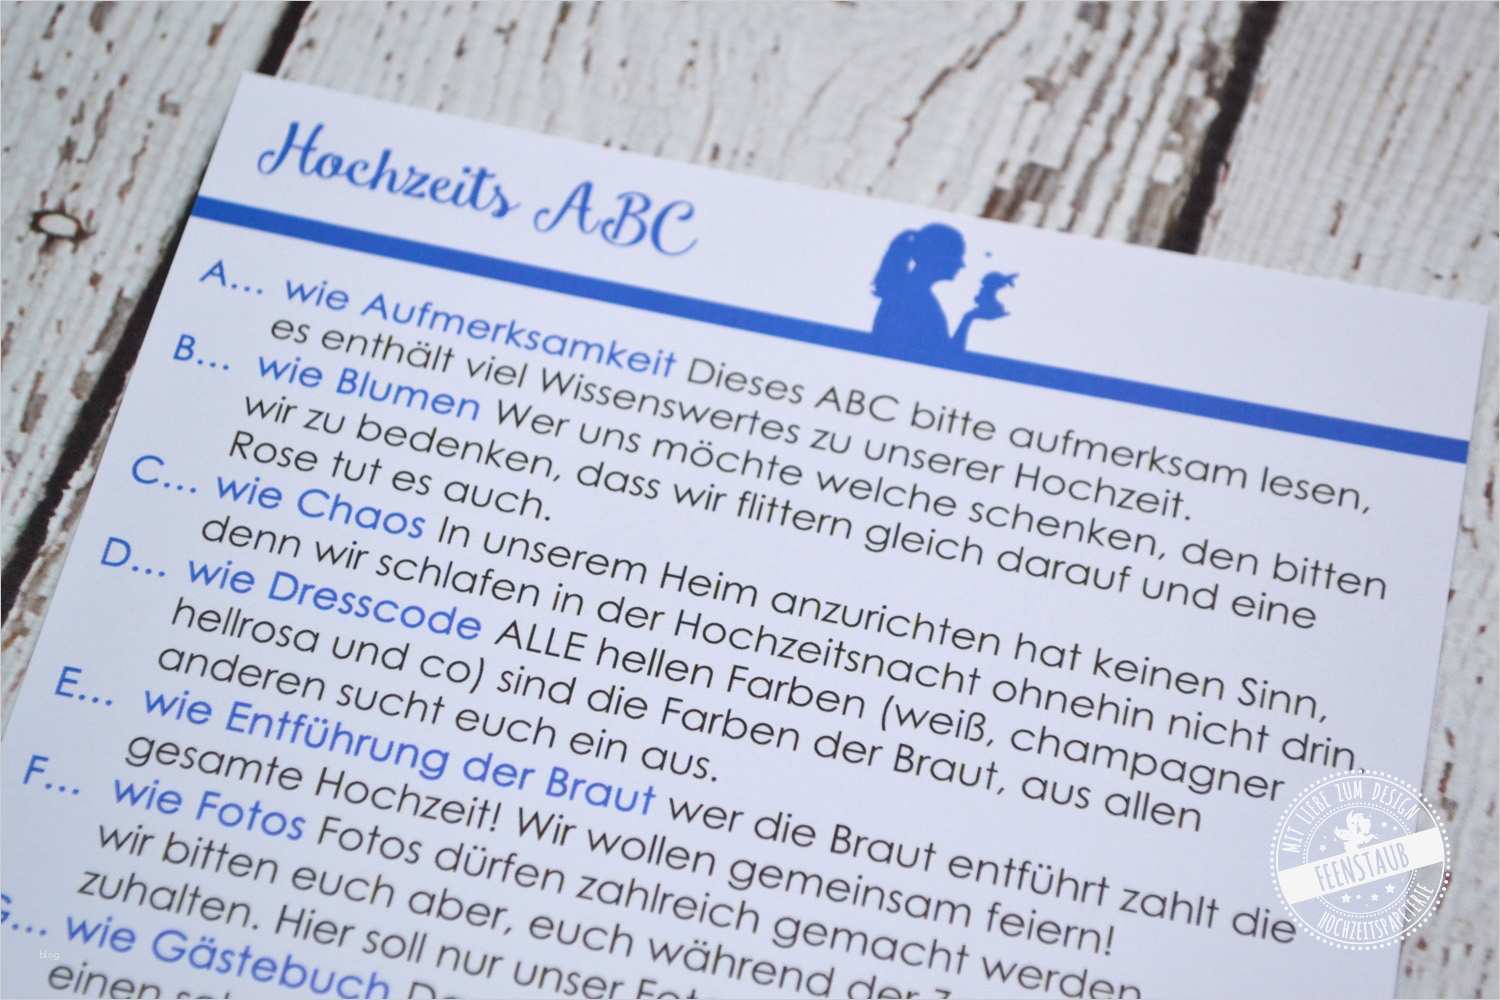 Hochzeits ABC
A... wie Aufmerksamkeit Dieses ABC bitte aufmerksam lesen,
es enthält viel Wissenswertes zu unserer Hochzeit.
B... wie Blumen Wer uns möchte welche schenken, den bitten
wir zu bedenken, dass wir flittern gleich darauf und eine
Rose tut es auch.
C... wie Chaos In unserem Heim anzurichten hat keinen Sinn,
denn wir schlafen in der Hochzeitsnacht ohnehin nicht drin.
D... wie Dresscode ALLE hellen Farben (weiß, champagner
hellrosa und co) sind die Farben der Braut, aus allen
anderen sucht euch ein aus.
E... wie Entführung der Braut wer die Braut entführt zahlt die
gesamte Hochzeit! Wir wollen gemeinsam feiern!
F... wie Fotos Fotos dürfen zahlreich gemacht werden
wir bitten euch aber, euch während der
zuhalten. Hier soll nur unser
G... wie Gästebuch
einen
MIT LIEBE ZUM DESIGN
FEENSTAUB
HOCHZEITSPAPETERIE
blog